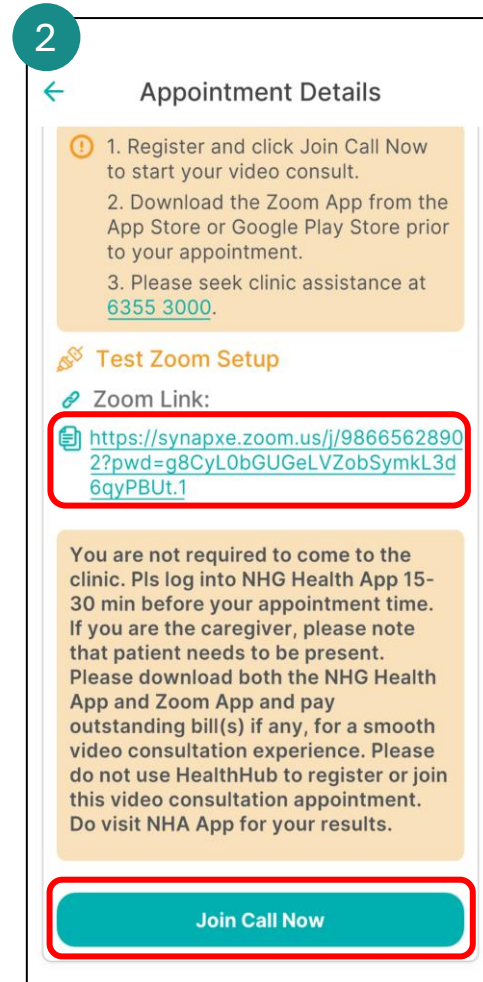 2
Appointment Details
1. Register and click Join Call Now
to start your video consult.
2. Download the Zoom App from the
App Store or Google Play Store prior
to your appointment.
3. Please seek clinic assistance at
6355 3000.
Test Zoom Setup
Zoom Link:
https://synapxe.zoom.us/j/9866562890
2?pwd=g8CyL0bGUGeLVZobSymkL3d
6qyPBUt.1
You are not required to come to the
clinic. Pls log into NHG Health App 15-
30 min before your appointment time.
If you are the caregiver, please note
that patient needs to be present.
Please download both the NHG Health
App and Zoom App and pay
outstanding bill(s) if any, for a smooth
video consultation experience. Please
do not use HealthHub to register or join
this video consultation appointment.
Do visit NHA App for your results.
Join Call Now